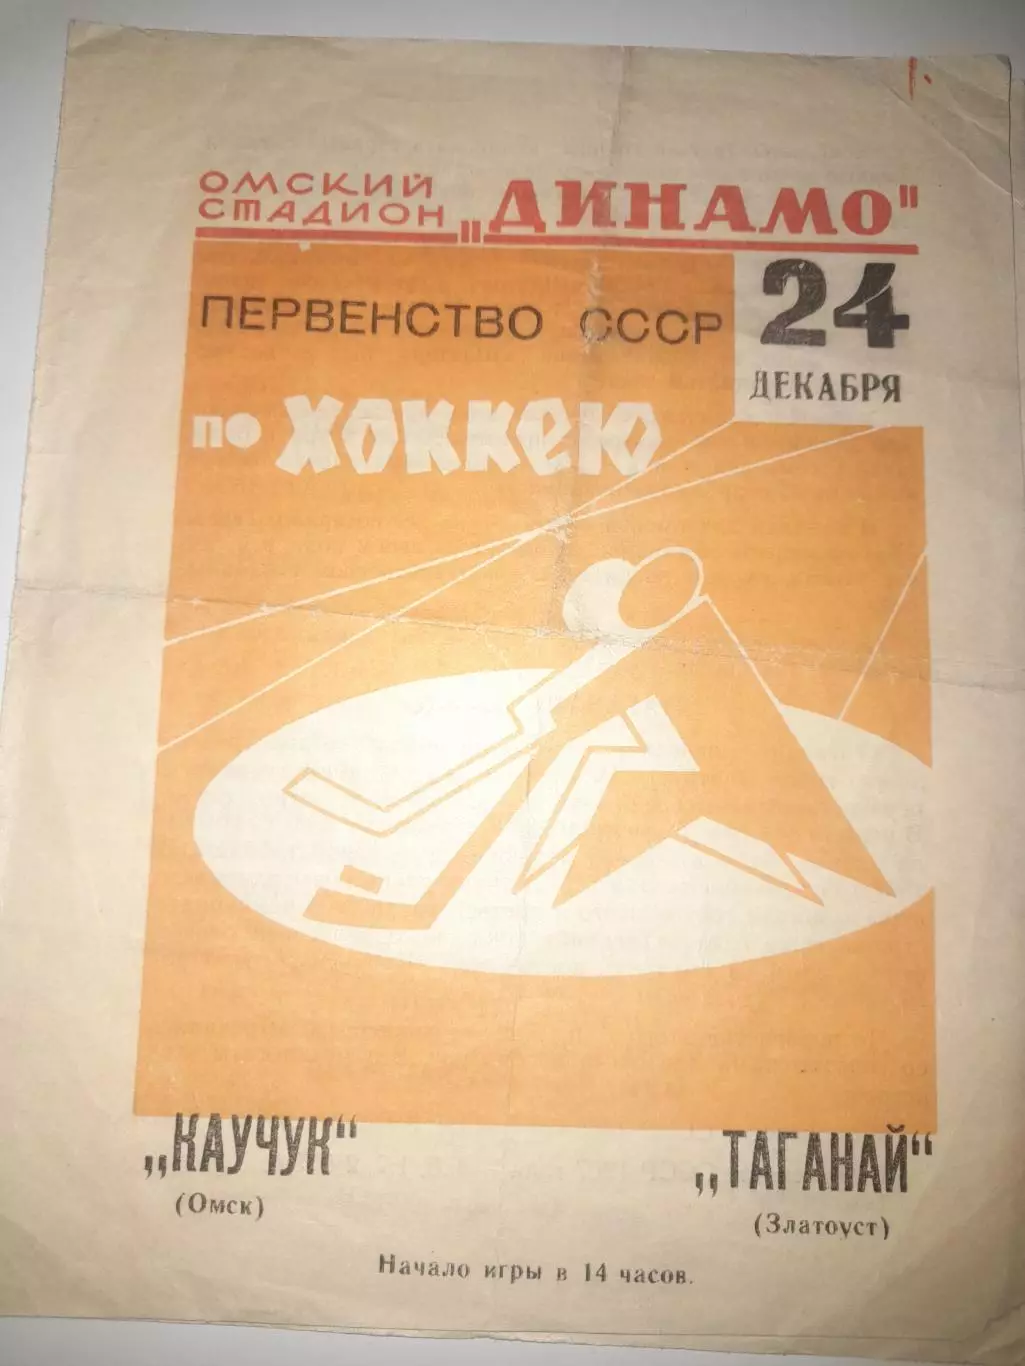 ОМСКИЙ
СТАДИОН „ДИНАМО"
24
ДЕКАБРЯ
ПЕРВЕНСТВО СССР
по ХОККЕЮ
„КАУЧУК"
(Омск)
„ТАГАНАЙ"
(Златоуст)
Начало игры в 14 часов.